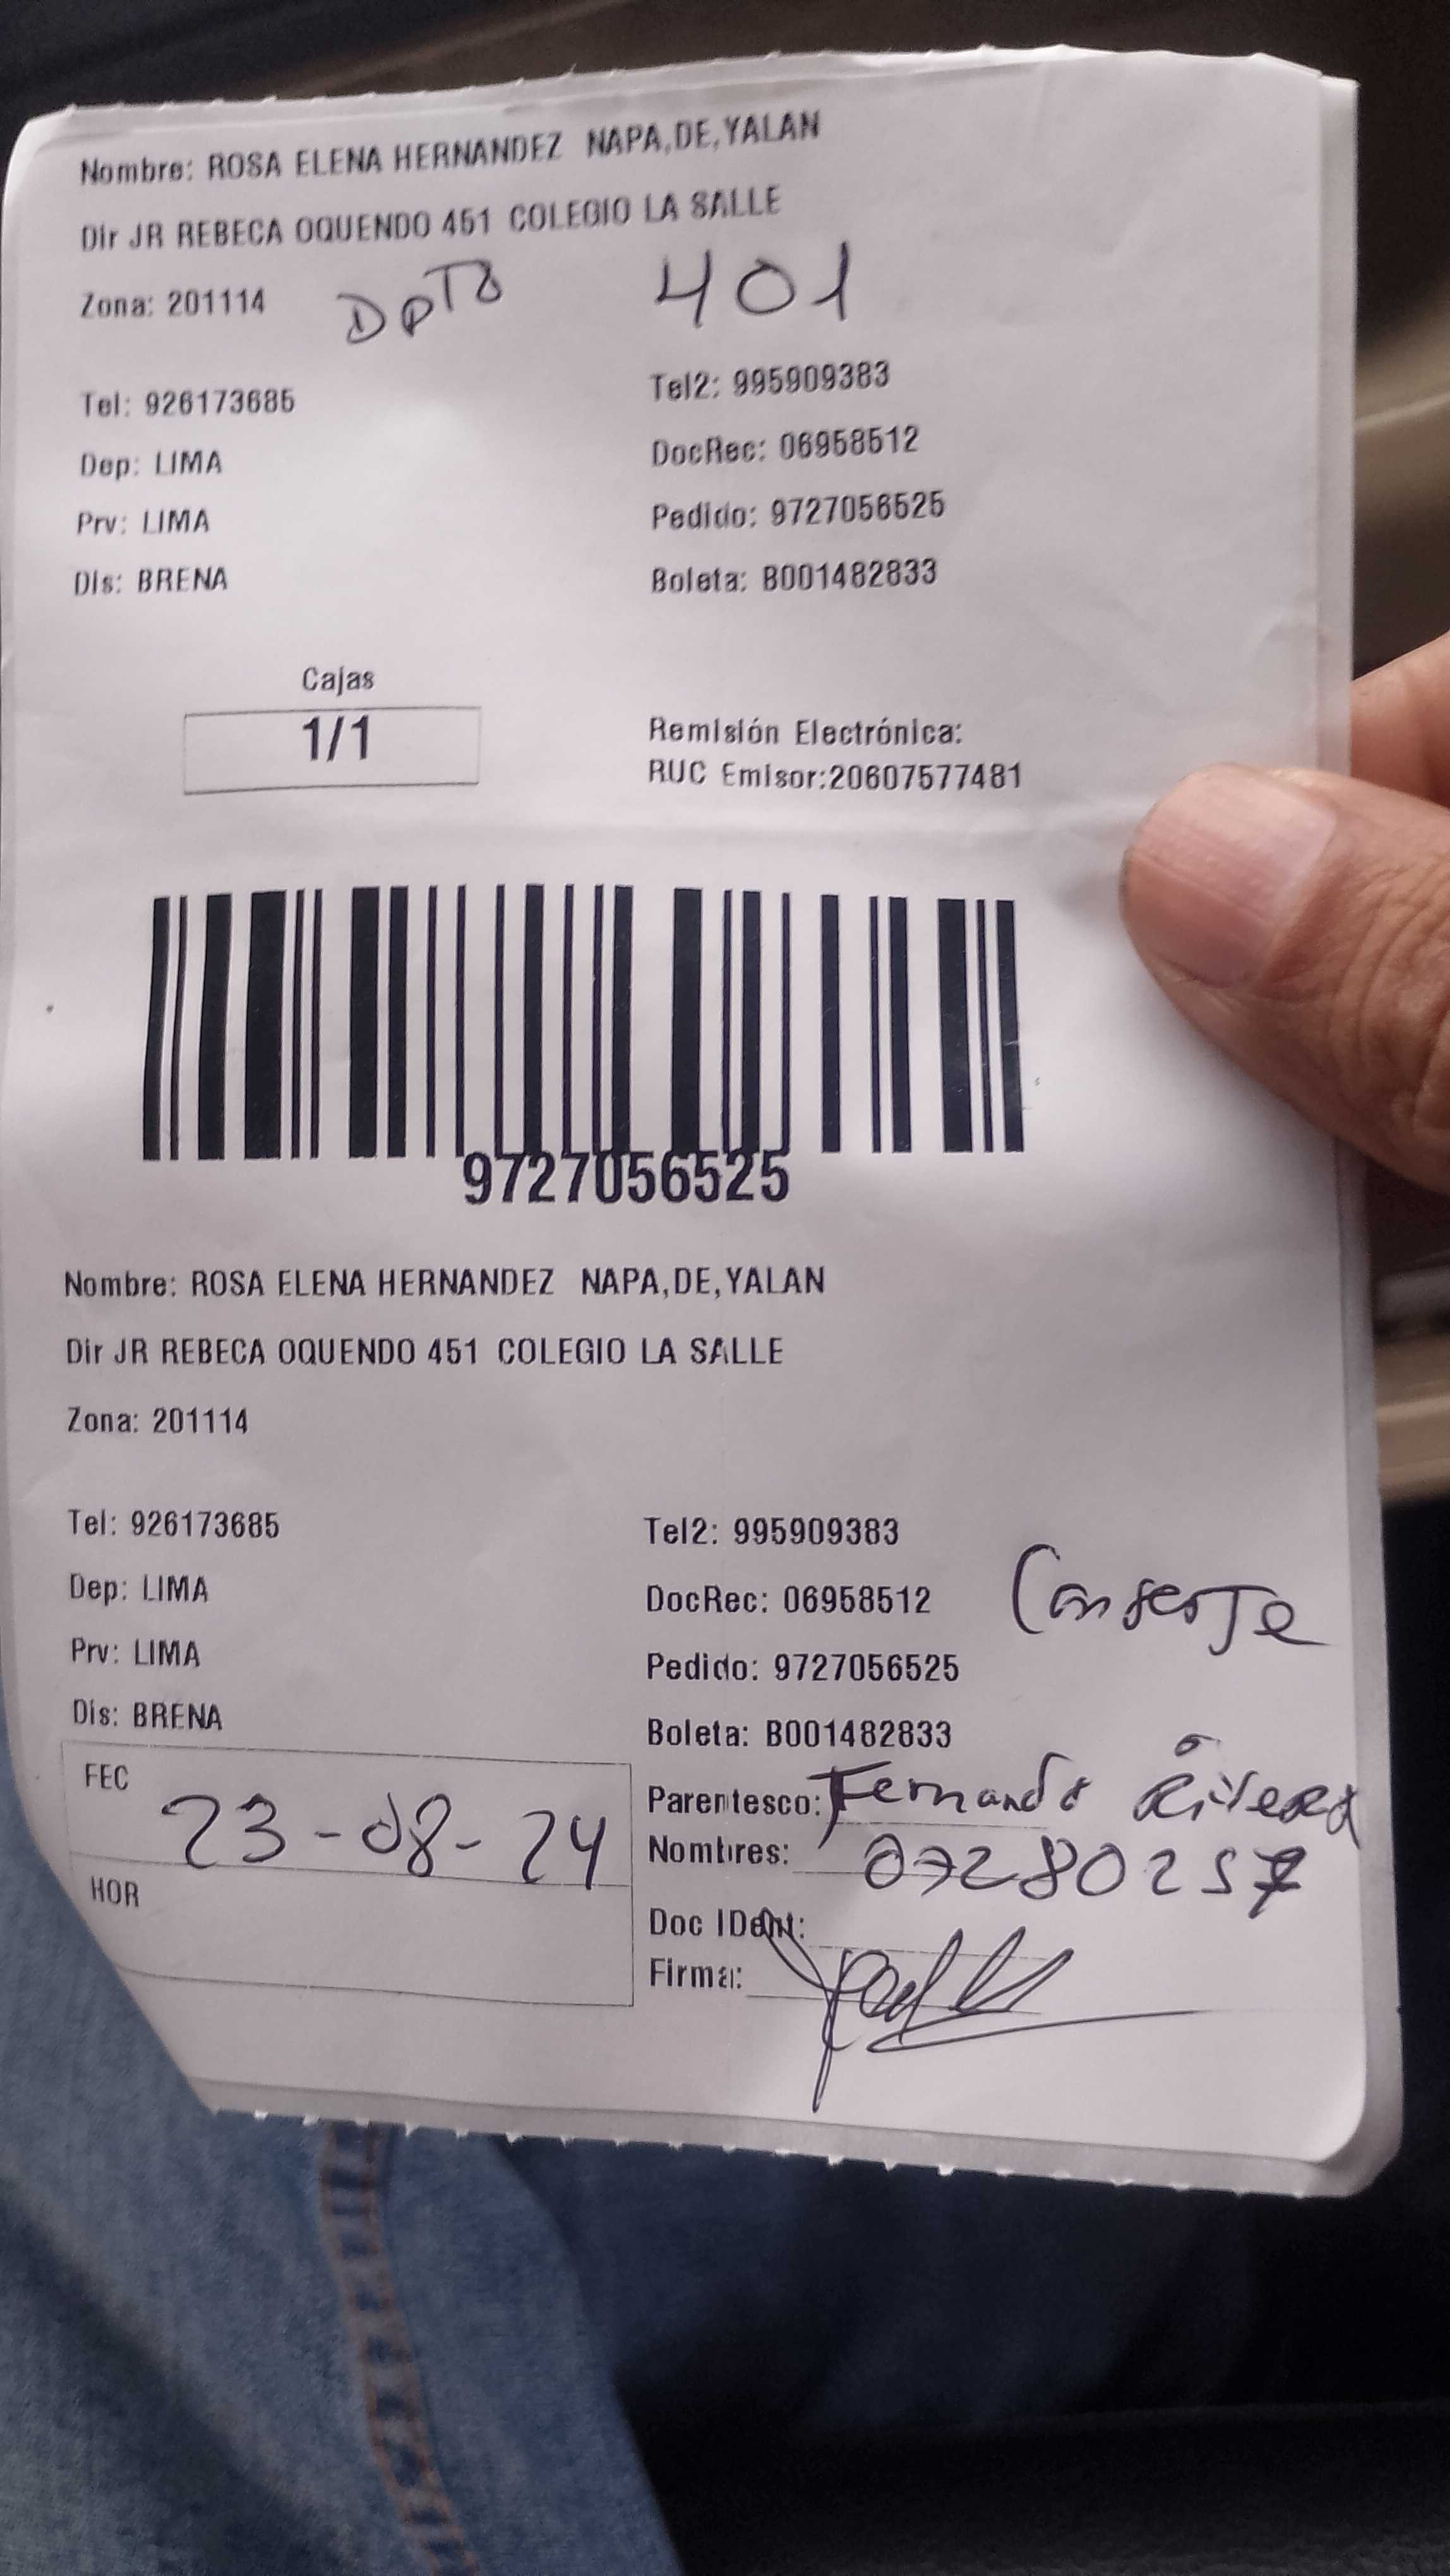 Nombre: ROSA ELENA HERNANDEZ NAPA,DE,YALAN
Dir JR REBECA OQUENDO 451 COLEGIO LA SALLE
Zona: 201114 DPTO 401
Tel: 926173685 Tel2: 995909383
Dep: LIMA DocRec: 06958512
Prv: LIMA Pedido: 9727056525
Dis: BRENA Boleta: B001482833
Cajas
1/1
Remisión Electrónica:
RUC Emisor:20607577481
9727056525
Nombre: ROSA ELENA HERNANDEZ NAPA,DE,YALAN
Dir JR REBECA OQUENDO 451 COLEGIO LA SALLE
Zona: 201114
Tel: 926173685 Tel2: 995909383
Dep: LIMA DocRec: 06958512 Conserje
Prv: LIMA Pedido: 9727056525
Dis: BRENA Boleta: B001482833
FEC 23-08-24 Parentesco: Fernando Rivera
Nombres: 07280257
HOR Doc IDent:
Firma: